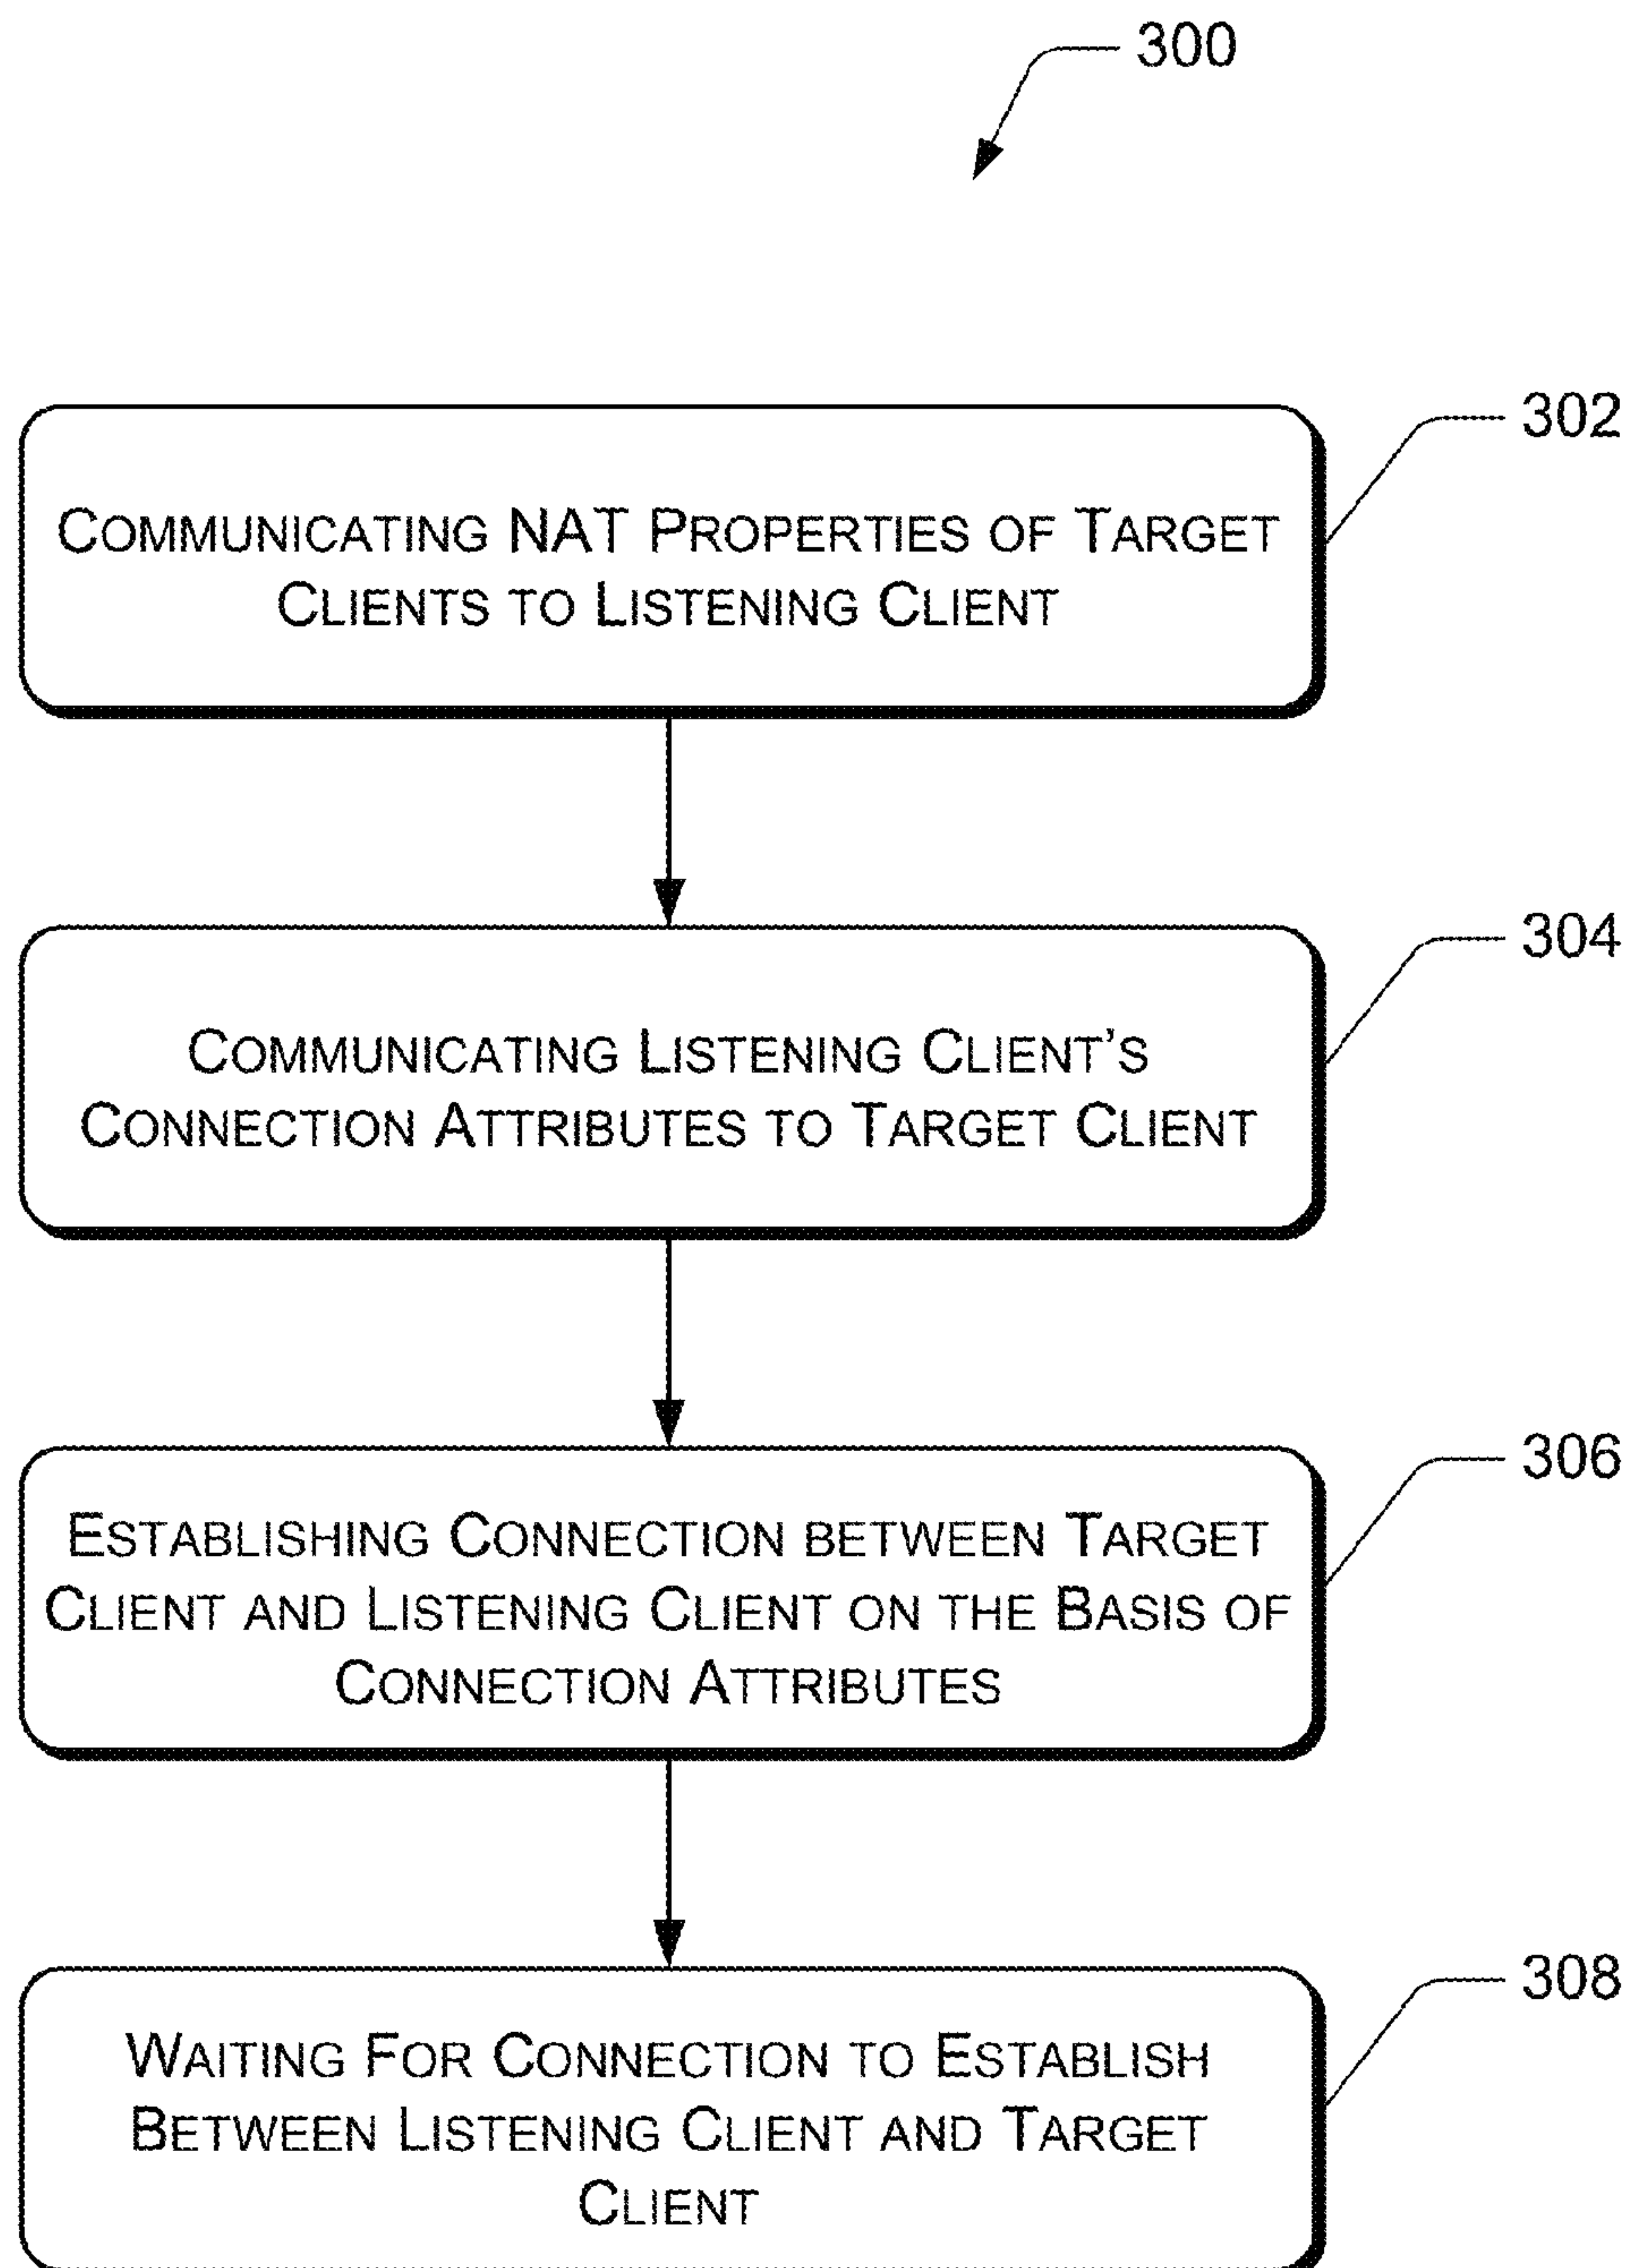 300
302
COMMUNICATING NAT PROPERTIES OF TARGET
CLIENTS TO LISTENING CLIENT
304
COMMUNICATING LISTENING CLIENT’S
CONNECTION ATTRIBUTES TO TARGET CLIENT
306
ESTABLISHING CONNECTION BETWEEN TARGET
CLIENT AND LISTENING CLIENT ON THE BASIS OF
CONNECTION ATTRIBUTES
308
WAITING FOR CONNECTION TO ESTABLISH
BETWEEN LISTENING CLIENT AND TARGET
CLIENT